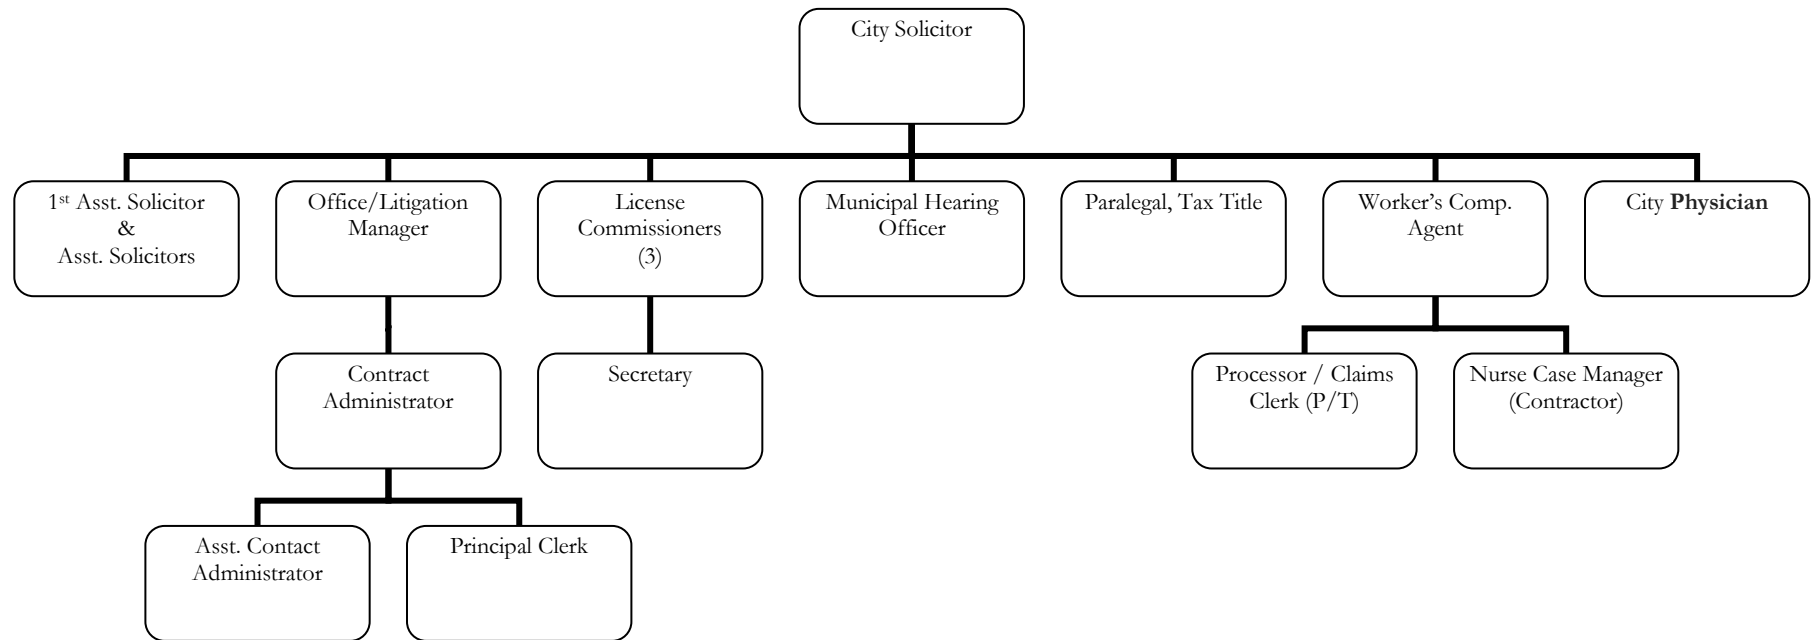 City Solicitor
1st Asst. Solicitor
&
Asst. Solicitors
Office/Litigation
Manager
License
Commissioners
(3)
Municipal Hearing
Officer
Paralegal, Tax Title
Worker’s Comp.
Agent
City Physician
Contract
Administrator
Secretary
Processor / Claims
Clerk (P/T)
Nurse Case Manager
(Contractor)
Asst. Contact
Administrator
Principal Clerk